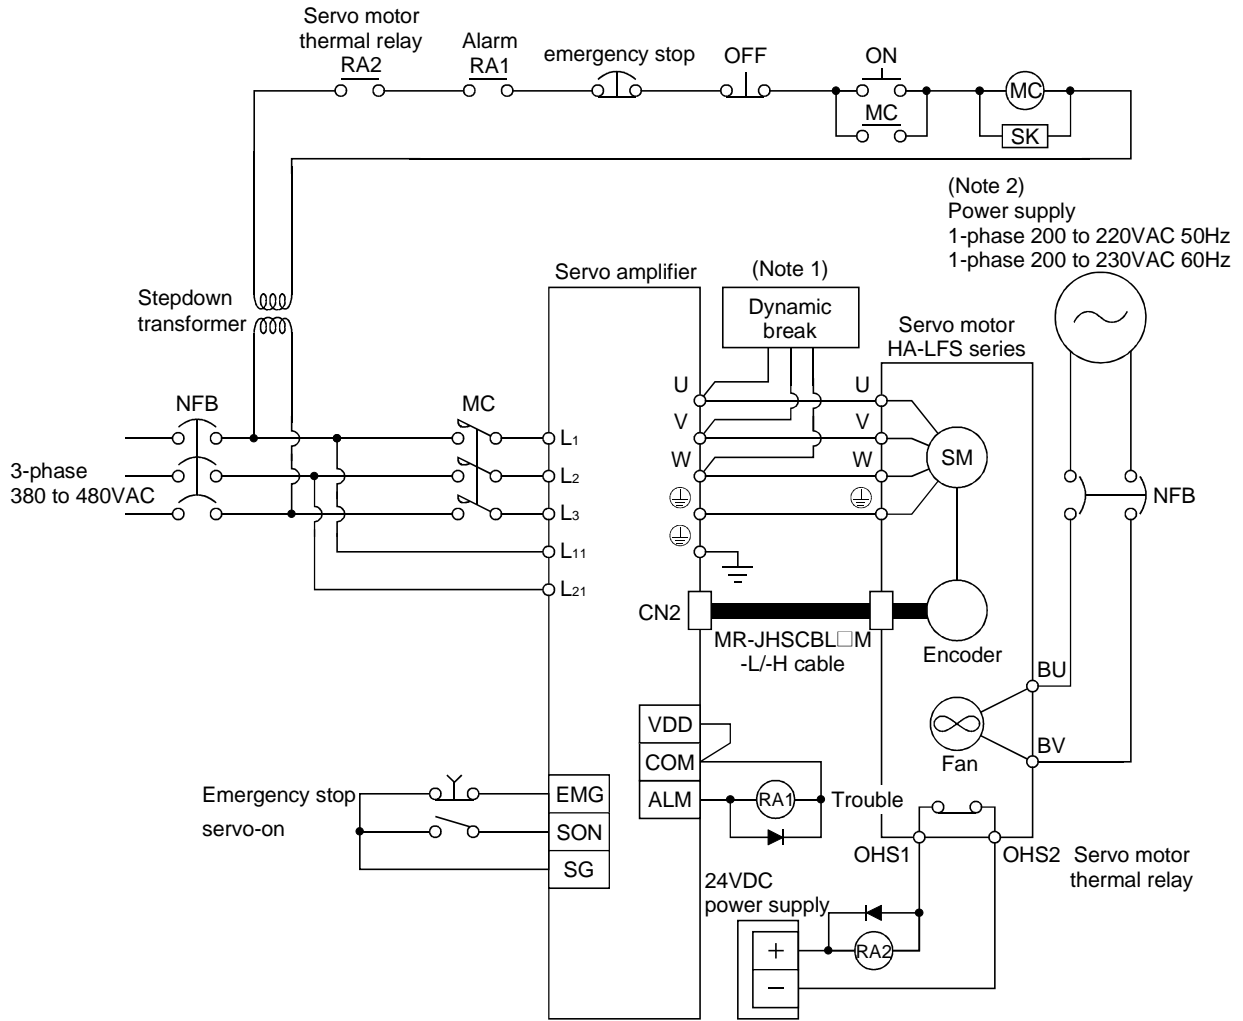 Servo motor
thermal relay
RA2
Alarm
RA1
emergency stop
OFF
ON
MC
MC
SK
(Note 2)
Power supply
1-phase 200 to 220VAC 50Hz
1-phase 200 to 230VAC 60Hz
Stepdown
transformer
Servo amplifier
(Note 1)
Dynamic
break
Servo motor
HA-LFS series
NFB
MC
3-phase
380 to 480VAC
L1
L2
L3
L11
L21
U
V
W
U
V
W
SM
NFB
CN2
MR-JHSCBL□M
-L/-H cable
Encoder
BU
BV
Fan
VDD
COM
ALM
RA1
Trouble
Emergency stop
servo-on
EMG
SON
SG
OHS1
OHS2
Servo motor
thermal relay
24VDC
power supply
+
−
RA2